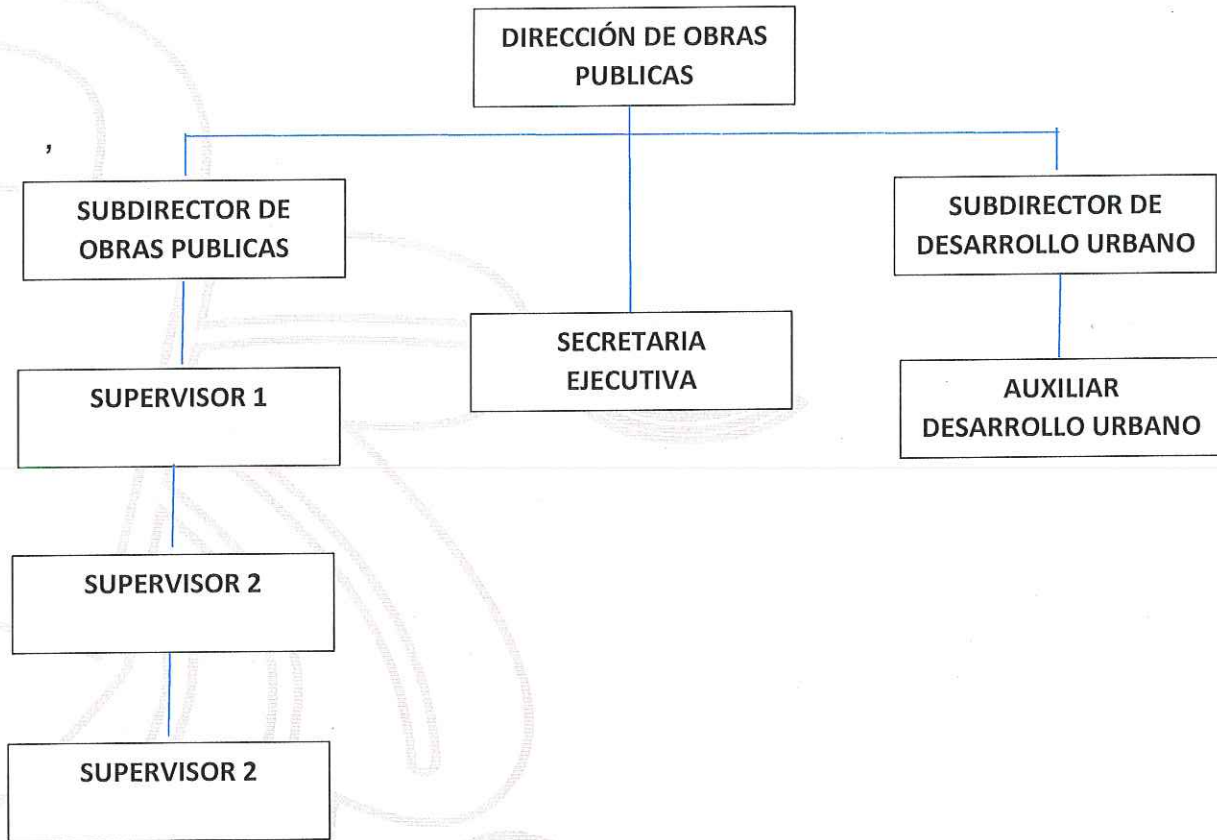 DIRECCIÓN DE OBRAS
PUBLICAS
,
SUBDIRECTOR DE
OBRAS PUBLICAS
SUBDIRECTOR DE
DESARROLLO URBANO
SECRETARIA
EJECUTIVA
SUPERVISOR 1
AUXILIAR
DESARROLLO URBANO
SUPERVISOR 2
SUPERVISOR 2